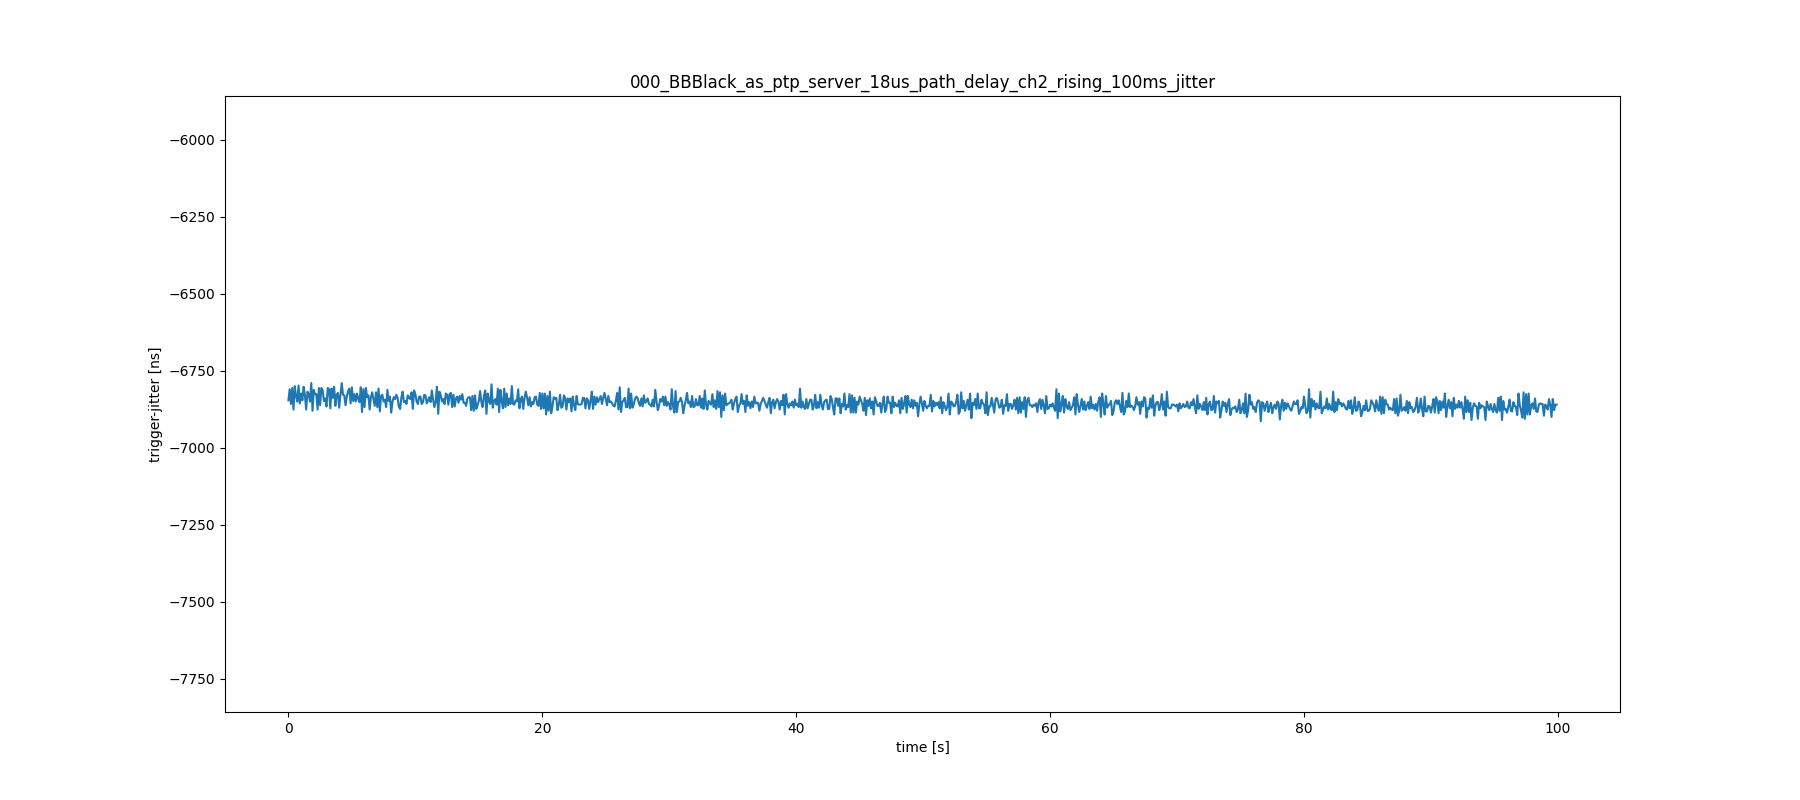 000_BBBlack_as_ptp_server_18us_path_delay_ch2_rising_100ms_jitter
trigger-jitter [ns]
−6000
−6250
−6500
−6750
−7000
−7250
−7500
−7750
0 20 40 60 80 100
time [s]